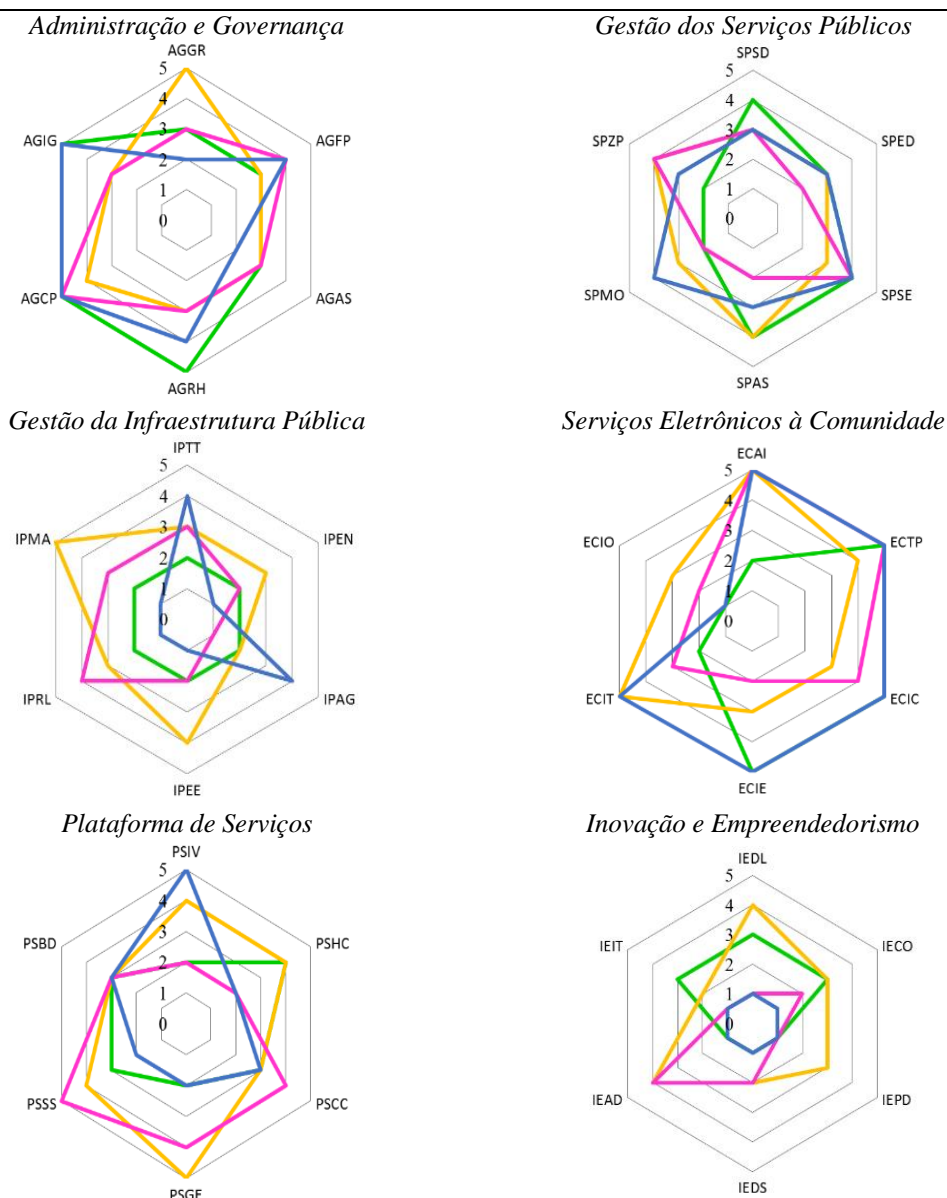 Administração e Governança
AGGR
5
4
3
2
1
0
AGIG
AGFP
AGCP
AGAS
AGRH
Gestão dos Serviços Públicos
SPSD
5
4
3
2
1
0
SPZP
SPED
SPMO
SPSE
SPAS
Gestão da Infraestrutura Pública
IPTT
5
4
3
2
1
0
IPMA
IPEN
IPRL
IPAG
IPEE
Serviços Eletrônicos à Comunidade
ECAI
5
4
3
2
1
0
ECIO
ECTP
ECIT
ECIC
ECIE
Plataforma de Serviços
PSIV
5
4
3
2
1
0
PSBD
PSHC
PSSS
PSCC
Inovação e Empreendedorismo
IEDL
5
4
3
2
1
0
IEIT
IECO
IEAD
IEPD
IEDS